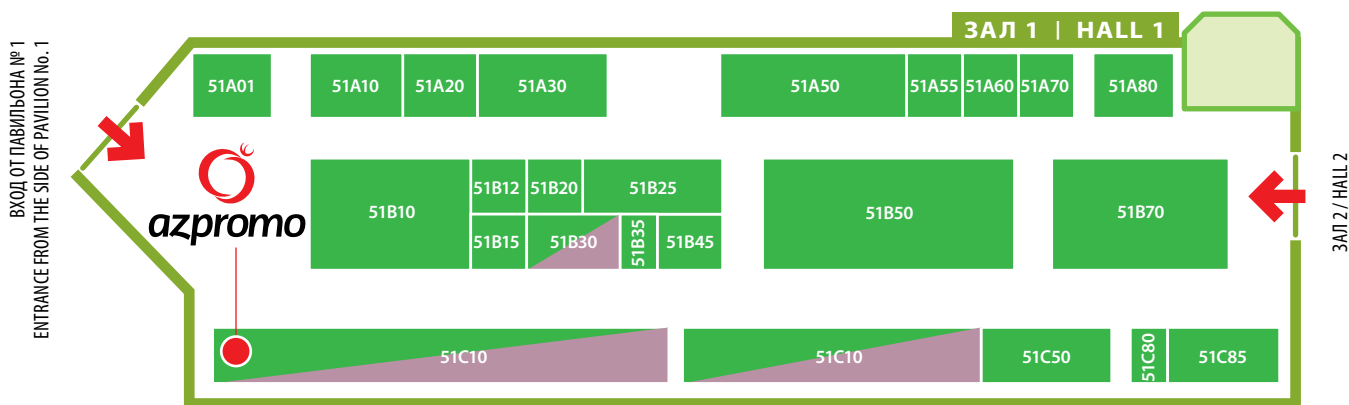 ЗАЛ 1 | HALL 1
ВХОД ОТ ПАВИЛЬОНА № 1
ENTRANCE FROM THE SIDE OF PAVILION No. 1
51A01
51A10
51A20
51A30
51A50
51A55
51A60
51A70
51A80
azpromo
51B10
51B12
51B20
51B25
51B15
51B30
51B35
51B45
51B50
51B70
ЗАЛ 2 / HALL 2
51C10
51C10
51C50
51C80
51C85